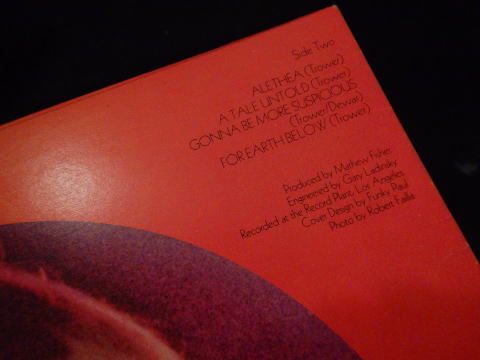 Side Two
ALETHEA (Trower)
A TALE UNTOLD (Trower)
GONNA BE MORE SUSPICIOUS
(Trower/Dewar)
FOR EARTH BELOW (Trower)
Produced by Mathew Fisher
Engineered by Gary Ladinsky
Recorded at the Record Plant, Los Angeles
Cover Design by Funky Paul
Photo by Robert Failla